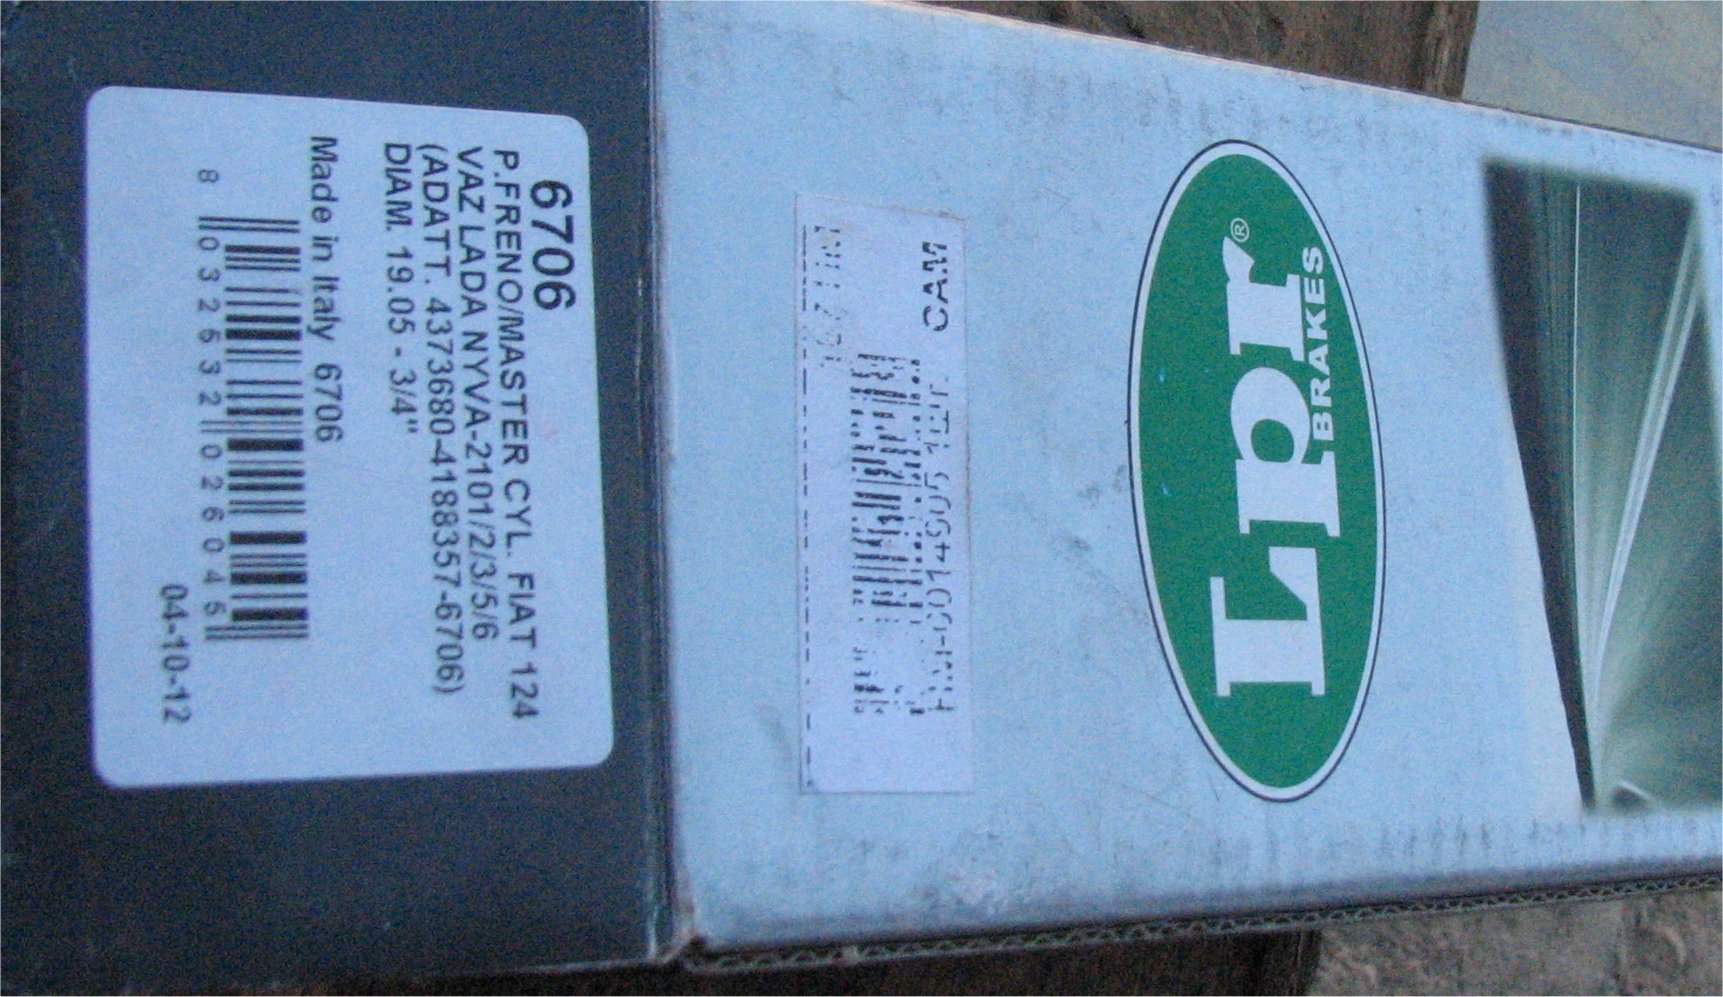 6706
P.FRENO/MASTER CYL. FIAT 124
VAZ LADA NYVA-2101/2/3/5/6
(ADATT. 4373680-4188357-6706)
DIAM. 19.05 - 3/4"
Made in Italy 6706
8 032532 026045
04-10-12
CAM
Lpr®
BRAKES